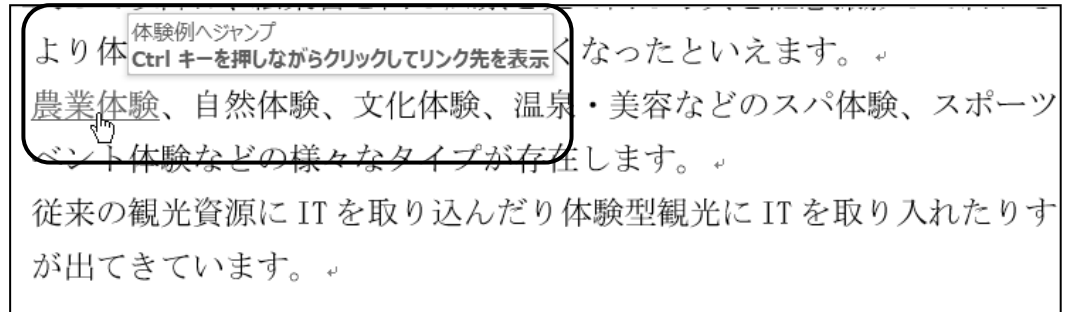 体験例へジャンプ
Ctrl キーを押しながらクリックしてリンク先を表示
より体 くなったといえます。
農業体験、自然体験、文化体験、温泉・美容などのスパ体験、スポーツ
ベント体験などの様々なタイプが存在します。
従来の観光資源に IT を取り込んだり体験型観光に IT を取り入れたりす
が出てきています。